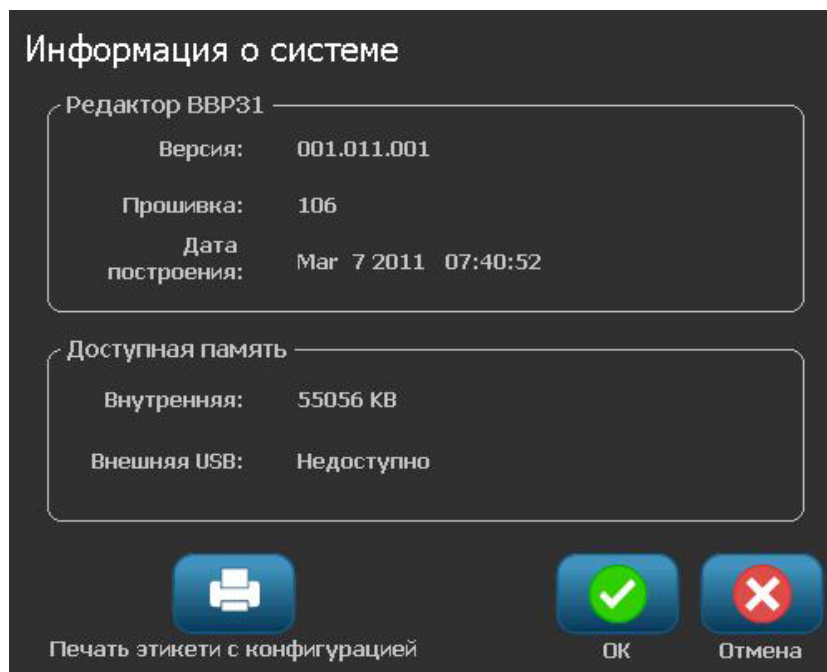 Информация о системе
Редактор BBP31
Версия: 001.011.001
Прошивка: 106
Дата
построения: Mar 7 2011 07:40:52
Доступная память
Внутренняя: 55056 KB
Внешняя USB: Недоступно
Печать этикети с конфигурацией
OK
Отмена